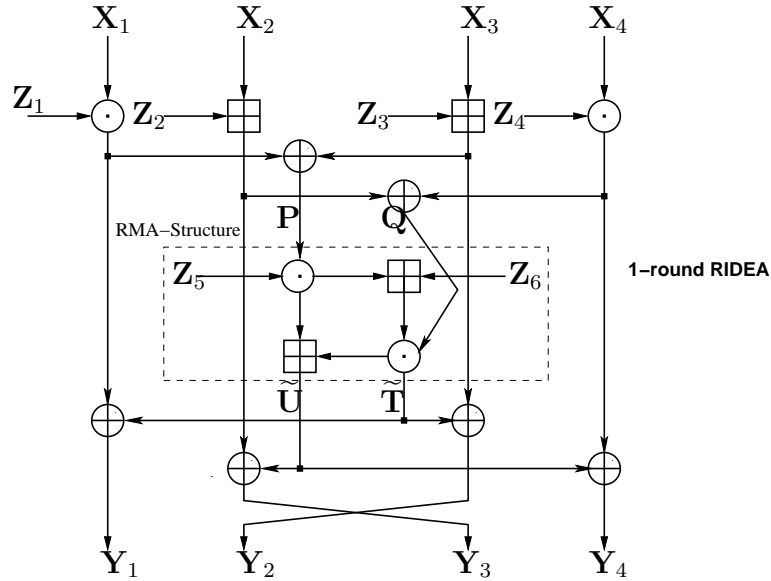 X1 X2 X3 X4
Z1 Z2 Z3 Z4
P Q
RMA–Structure
1–round RIDEA
Z5 Z6
Ũ T̃
Y1 Y2 Y3 Y4